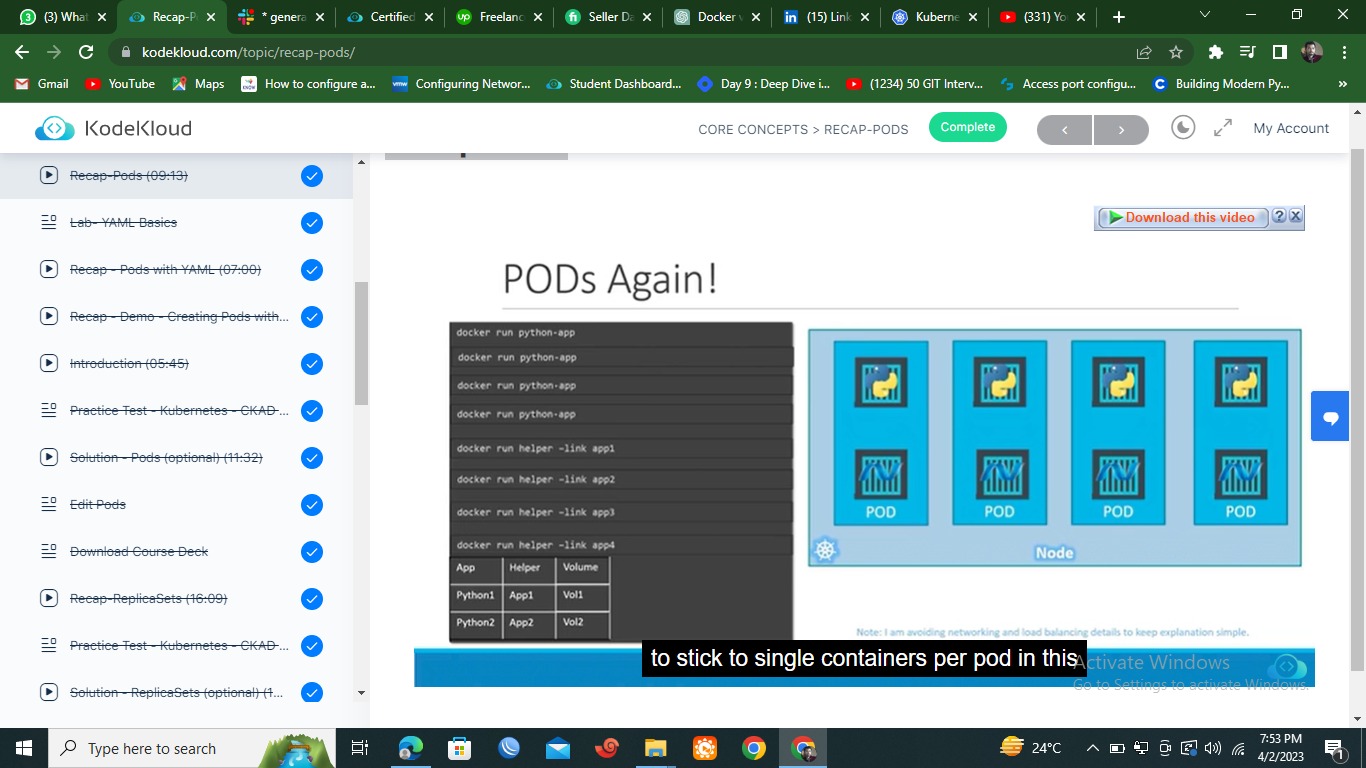 (3) What
Recap-P
* genera
Certified
Freelanc
Seller Da
Docker v
(15) Link
Kuberne
(331) Yo
kodekloud.com/topic/recap-pods/
Gmail
YouTube
Maps
How to configure a...
Configuring Networ...
Student Dashboard...
Day 9 : Deep Dive i...
(1234) 50 GIT Interv...
Access port configu...
Building Modern Py...
»
KodeKloud
CORE CONCEPTS > RECAP-PODS
Complete
<
>
My Account
Recap-Pods (09:13)
Lab- YAML Basics
Recap - Pods with YAML (07:00)
Recap - Demo - Creating Pods with...
Introduction (05:45)
Practice Test - Kubernetes - CKAD ...
Solution - Pods (optional) (11:32)
Edit Pods
Download Course Deck
Recap-ReplicaSets (16:09)
Practice Test - Kubernetes - CKAD ...
Solution - ReplicaSets (optional) (1...
Download this video
?
X
PODs Again!
docker run python-app
docker run python-app
docker run python-app
docker run python-app
docker run helper –link app1
docker run helper –link app2
docker run helper –link app3
docker run helper –link app4
App Helper Volume
Python1 App1 Vol1
Python2 App2 Vol2
POD
POD
POD
POD
Node
Note: I am avoiding networking and load balancing details to keep explanation simple.
to stick to single containers per pod in this
Activate Windows
Go to Settings to activate Windows.
Type here to search
24°C
7:53 PM
4/2/2023
1